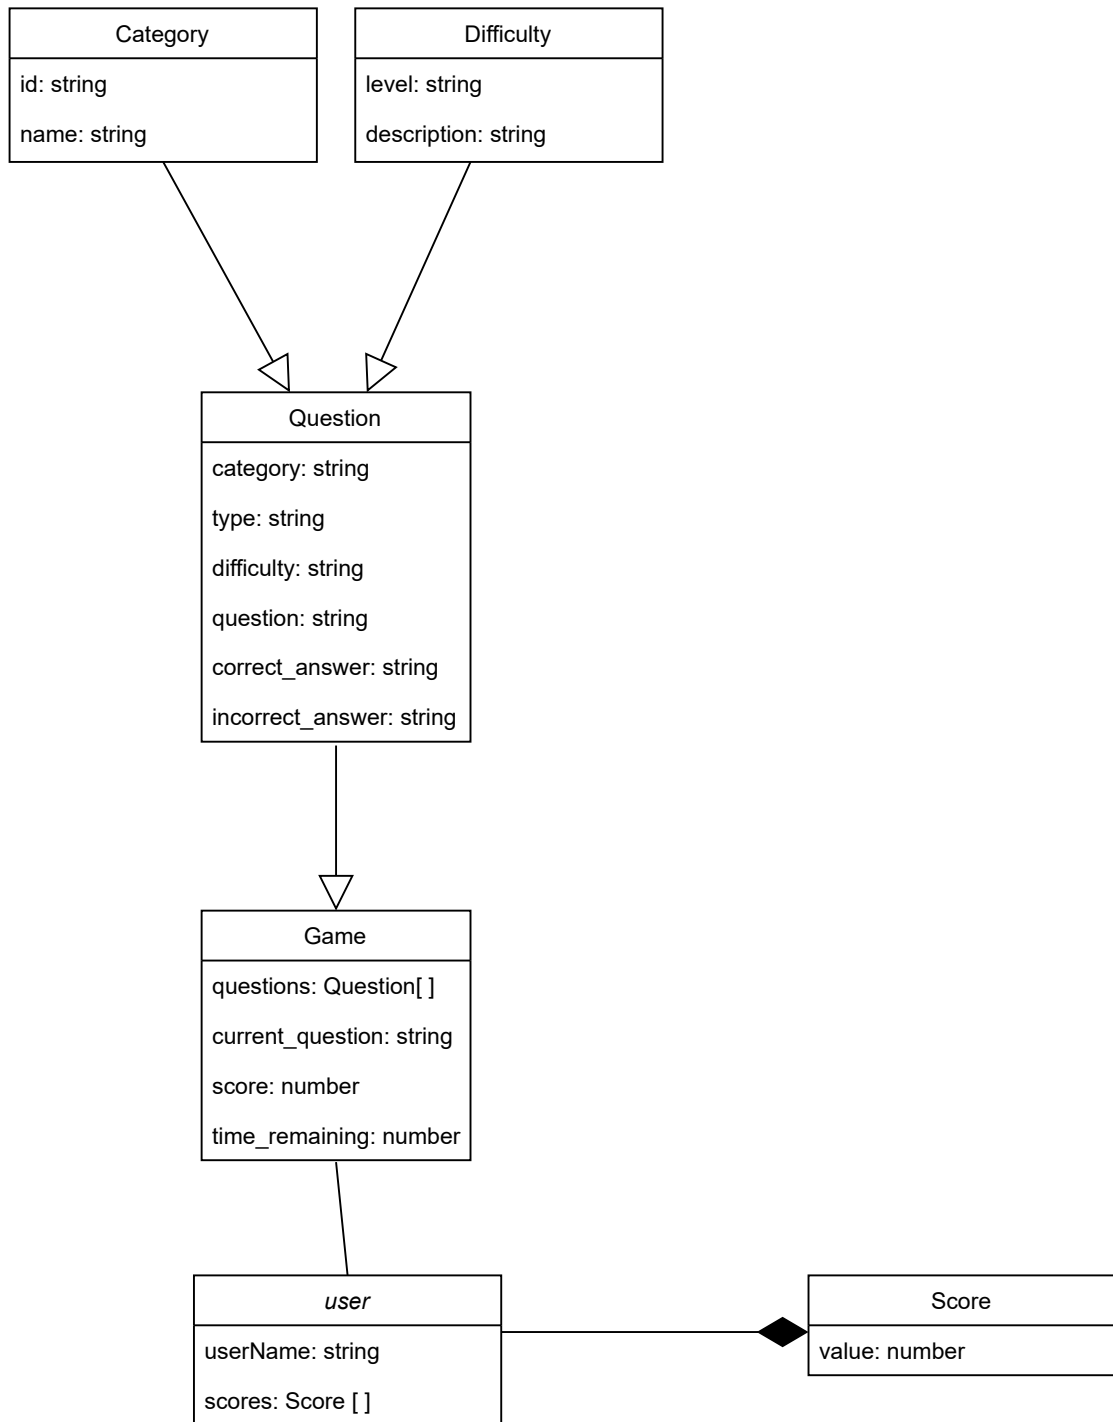 Category
id: string
name: string
Difficulty
level: string
description: string
Question
category: string
type: string
difficulty: string
question: string
correct_answer: string
incorrect_answer: string
Game
questions: Question[ ]
current_question: string
score: number
time_remaining: number
user
userName: string
scores: Score [ ]
Score
value: number